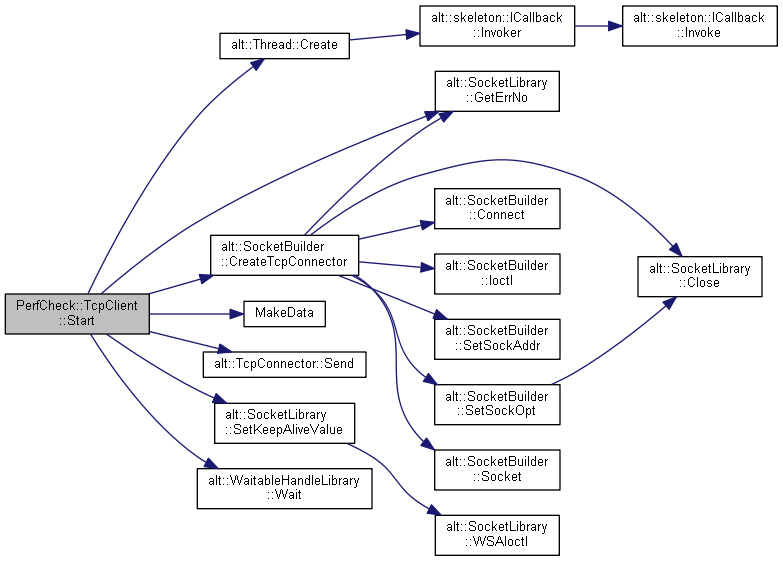 PerfCheck::TcpClient
::Start
alt::Thread::Create
alt::skeleton::ICallback
::Invoker
alt::skeleton::ICallback
::Invoke
alt::SocketLibrary
::GetErrNo
alt::SocketBuilder
::CreateTcpConnector
alt::SocketBuilder
::Connect
alt::SocketBuilder
::Ioctl
alt::SocketBuilder
::SetSockAddr
alt::SocketBuilder
::SetSockOpt
alt::SocketBuilder
::Socket
alt::SocketLibrary
::Close
MakeData
alt::TcpConnector::Send
alt::SocketLibrary
::SetKeepAliveValue
alt::SocketLibrary
::WSAIoctl
alt::WaitableHandleLibrary
::Wait